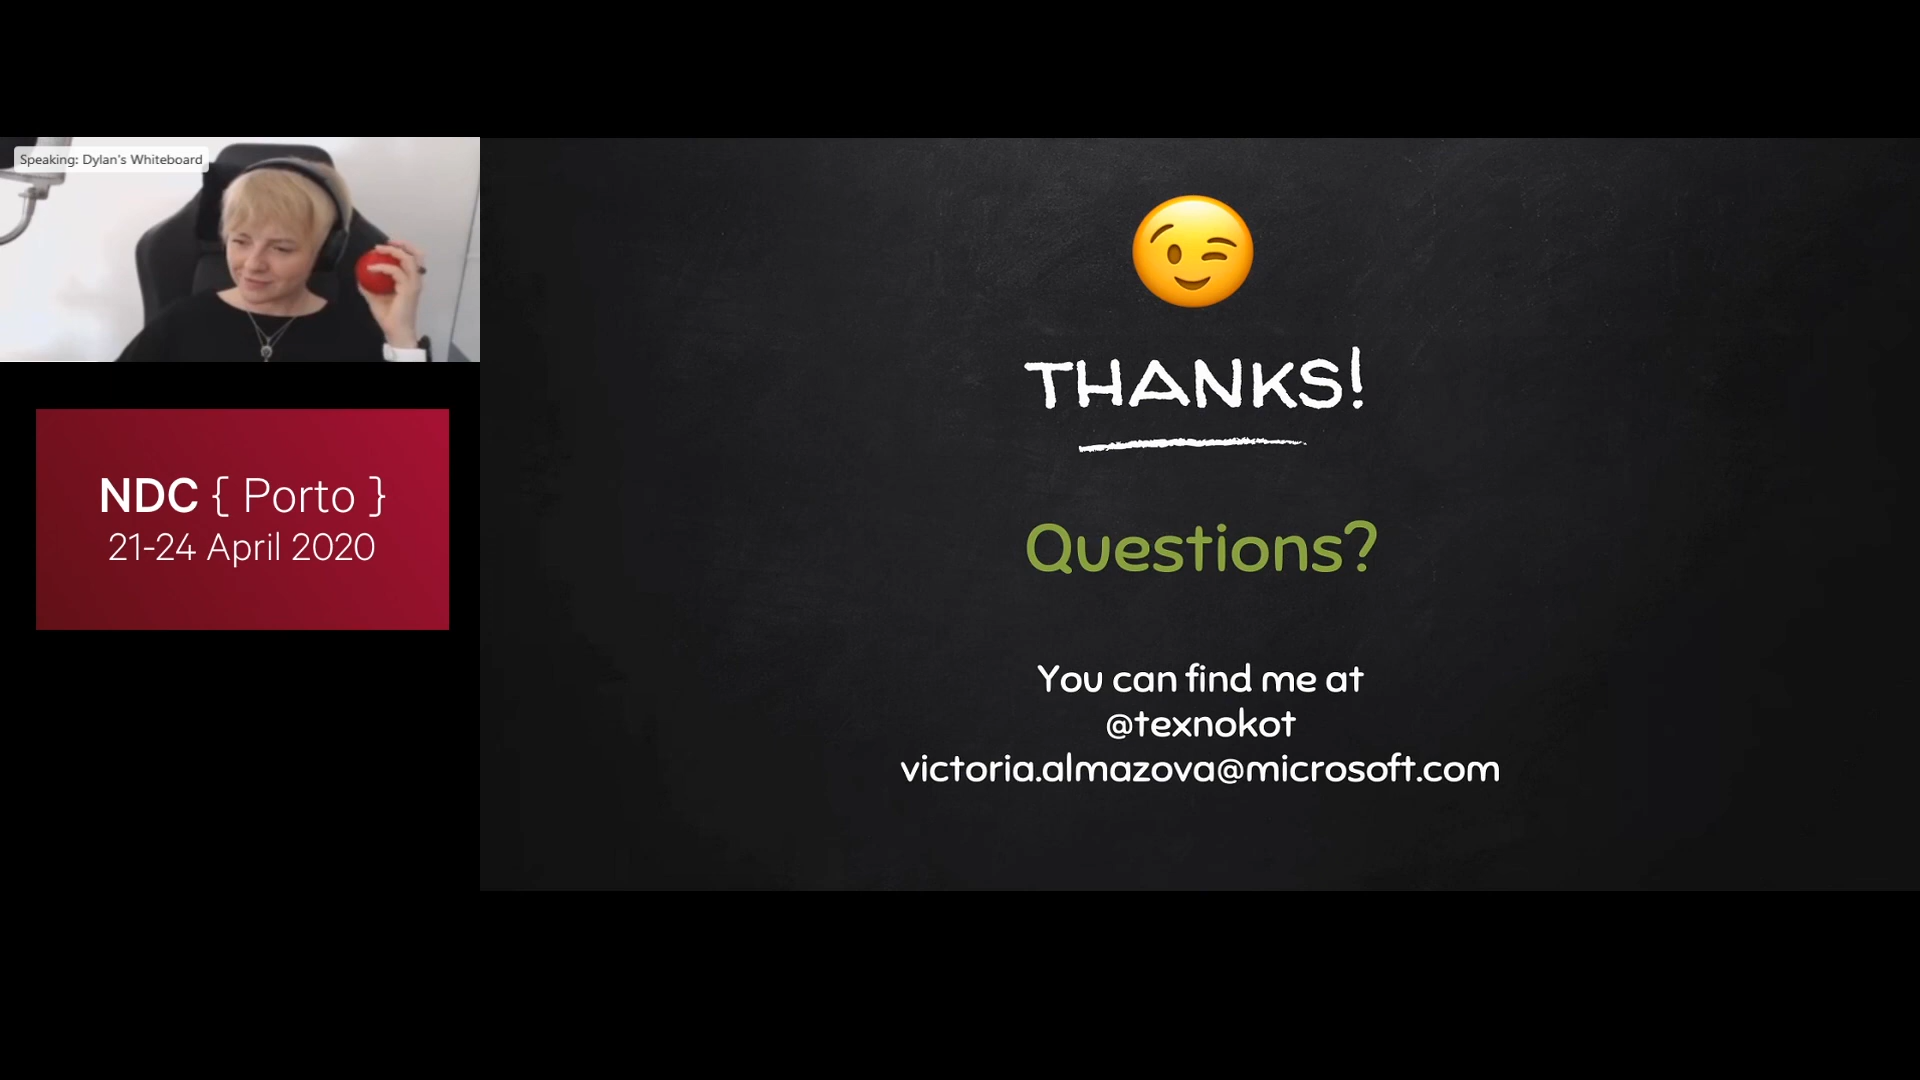 Speaking: Dylan's Whiteboard
NDC { Porto }
21-24 April 2020
THANKS!
Questions?
You can find me at
@texnokot
victoria.almazova@microsoft.com